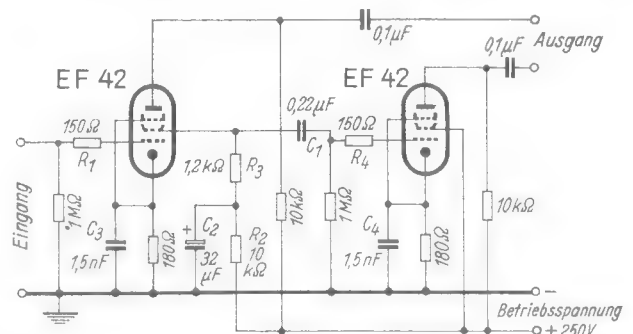 0,1µF
Ausgang
0,1µF
EF 42
EF 42
0,22µF
C1
150Ω
R1
150Ω
R4
1,2kΩ
R3
Eingang
1MΩ
C3
1,5nF
180Ω
+
C2
32
µF
R2
10
kΩ
10kΩ
1MΩ
C4
1,5nF
180Ω
10kΩ
−
Betriebsspannung
+ 250V